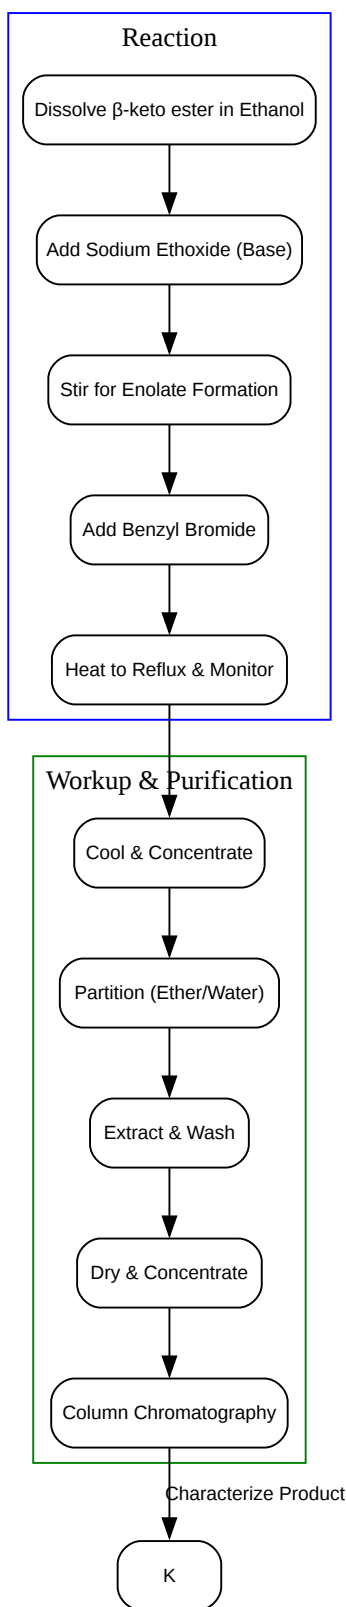 Reaction
Dissolve β-keto ester in Ethanol
Add Sodium Ethoxide (Base)
Stir for Enolate Formation
Add Benzyl Bromide
Heat to Reflux & Monitor
Workup & Purification
Cool & Concentrate
Partition (Ether/Water)
Extract & Wash
Dry & Concentrate
Column Chromatography
Characterize Product
K